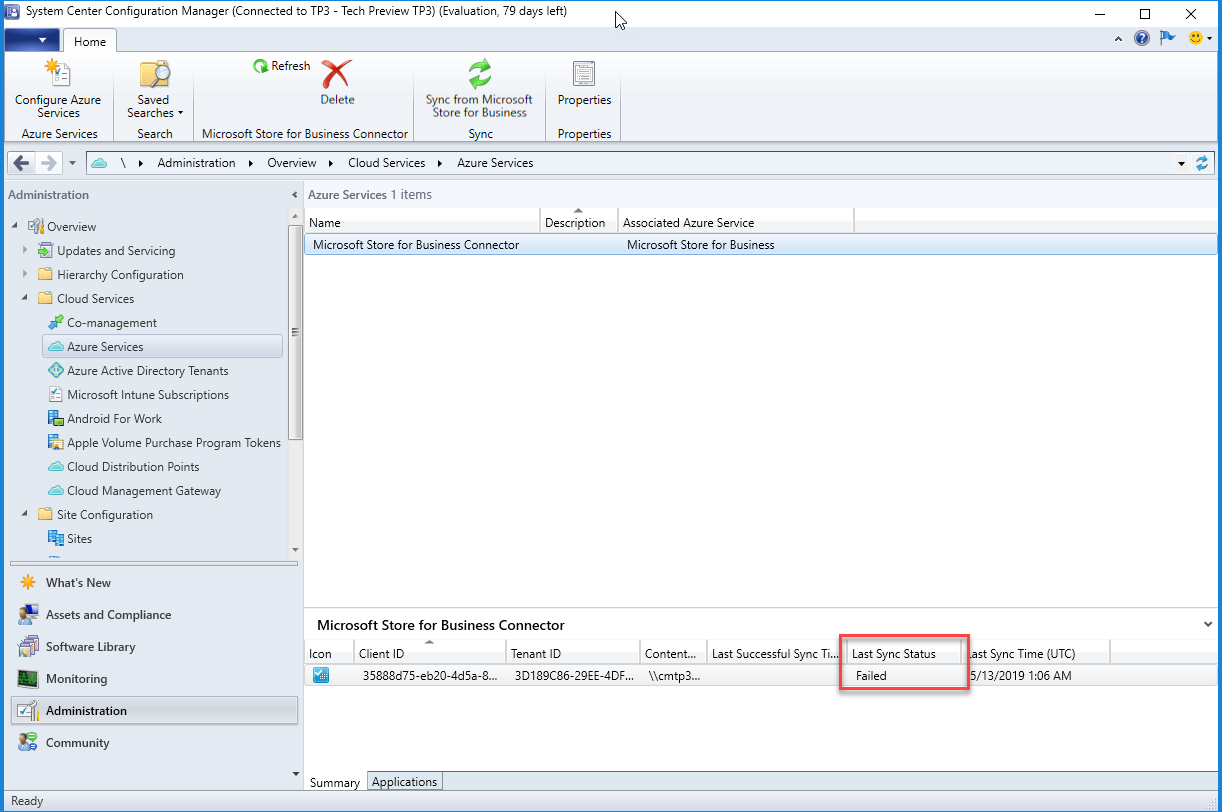 System Center Configuration Manager (Connected to TP3 - Tech Preview TP3) (Evaluation, 79 days left)
Home
Configure Azure Services
Azure Services
Saved Searches
Search
Refresh
Delete
Microsoft Store for Business Connector
Sync from Microsoft Store for Business
Sync
Properties
Properties
\ Administration Overview Cloud Services Azure Services
Administration
Overview
Updates and Servicing
Hierarchy Configuration
Cloud Services
Co-management
Azure Services
Azure Active Directory Tenants
Microsoft Intune Subscriptions
Android For Work
Apple Volume Purchase Program Tokens
Cloud Distribution Points
Cloud Management Gateway
Site Configuration
Sites
What's New
Assets and Compliance
Software Library
Monitoring
Administration
Community
Azure Services 1 items
Name Description Associated Azure Service
Microsoft Store for Business Connector Microsoft Store for Business
Microsoft Store for Business Connector
Icon Client ID Tenant ID Content... Last Successful Sync Ti... Last Sync Status Last Sync Time (UTC)
35888d75-eb20-4d5a-8... 3D189C86-29EE-4DF... \\cmtp3... Failed 5/13/2019 1:06 AM
Summary Applications
Ready